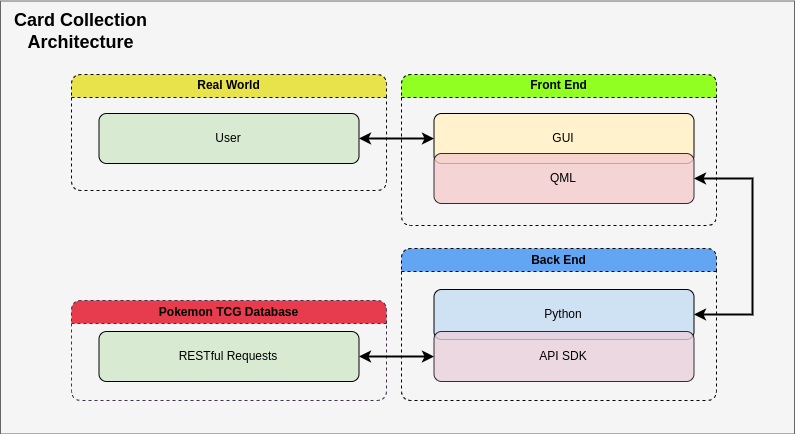 Card Collection
Architecture
Real World
User
Front End
GUI
QML
Back End
Python
API SDK
Pokemon TCG Database
RESTful Requests